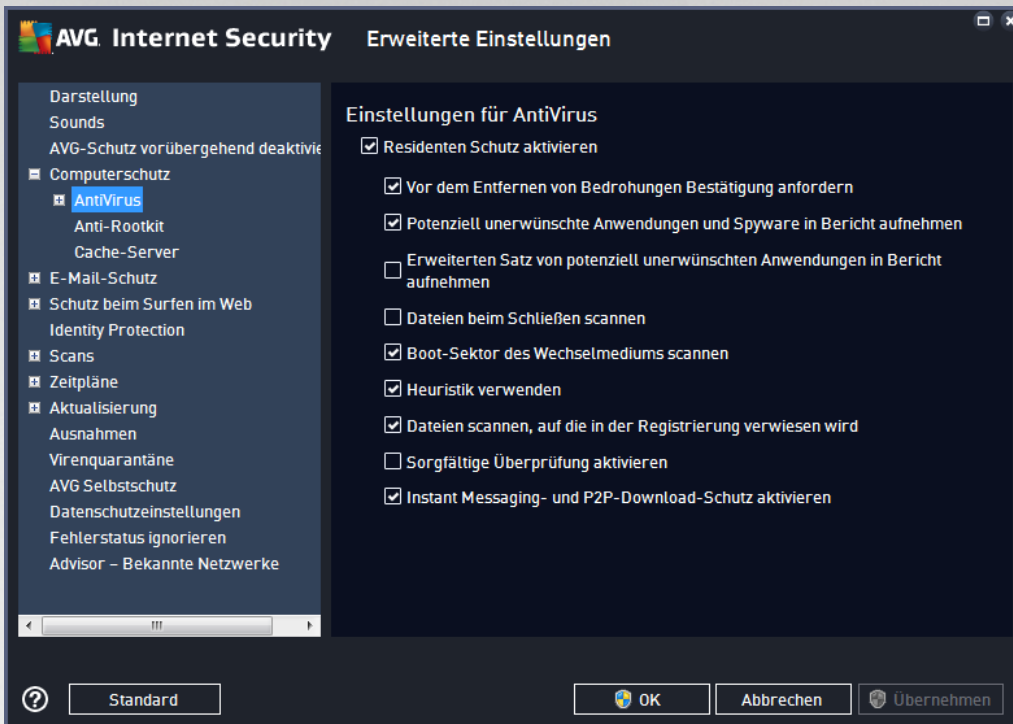 AVG. Internet Security Erweiterte Einstellungen
Darstellung
Sounds
AVG-Schutz vorübergehend deaktivie
Computerschutz
AntiVirus
Anti-Rootkit
Cache-Server
E-Mail-Schutz
Schutz beim Surfen im Web
Identity Protection
Scans
Zeitpläne
Aktualisierung
Ausnahmen
Virenquarantäne
AVG Selbstschutz
Datenschutzeinstellungen
Fehlerstatus ignorieren
Advisor – Bekannte Netzwerke
Einstellungen für AntiVirus
Residenten Schutz aktivieren
Vor dem Entfernen von Bedrohungen Bestätigung anfordern
Potenziell unerwünschte Anwendungen und Spyware in Bericht aufnehmen
Erweiterten Satz von potenziell unerwünschten Anwendungen in Bericht
aufnehmen
Dateien beim Schließen scannen
Boot-Sektor des Wechselmediums scannen
Heuristik verwenden
Dateien scannen, auf die in der Registrierung verwiesen wird
Sorgfältige Überprüfung aktivieren
Instant Messaging- und P2P-Download-Schutz aktivieren
Standard
OK
Abbrechen
Übernehmen